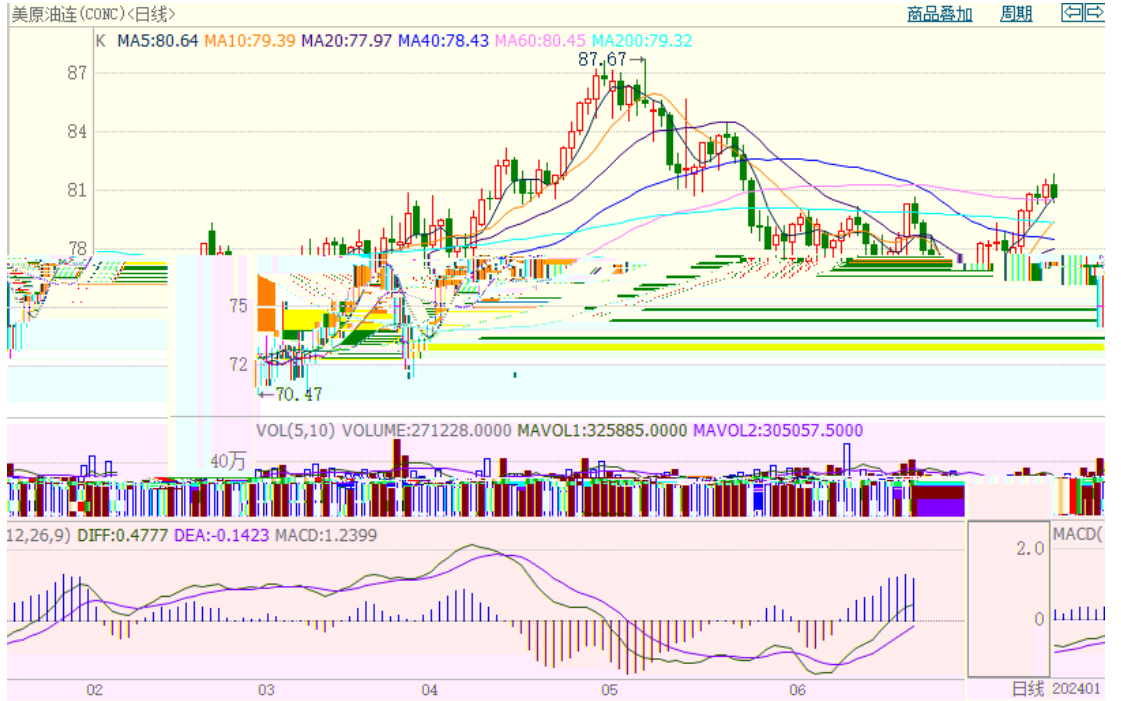 美原油连(CONC)<日线> 商品叠加 周期
K MA5:80.64 MA10:79.39 MA20:77.97 MA40:78.43 MA60:80.45 MA200:79.32
87.67→
87
84
81
78
75
72
←70.47
VOL(5,10) VOLUME:271228.0000 MAVOL1:325885.0000 MAVOL2:305057.5000
40万
12,26,9) DIFF:0.4777 DEA:-0.1423 MACD:1.2399
MACD(
2.0
0
02 03 04 05 06 日线 202401